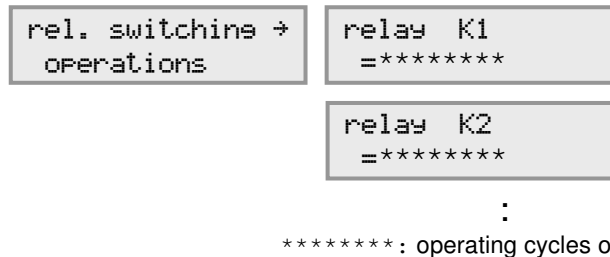 rel. switching →
operations
relay K1
=********
relay K2
=********
:
********: operating cycles o